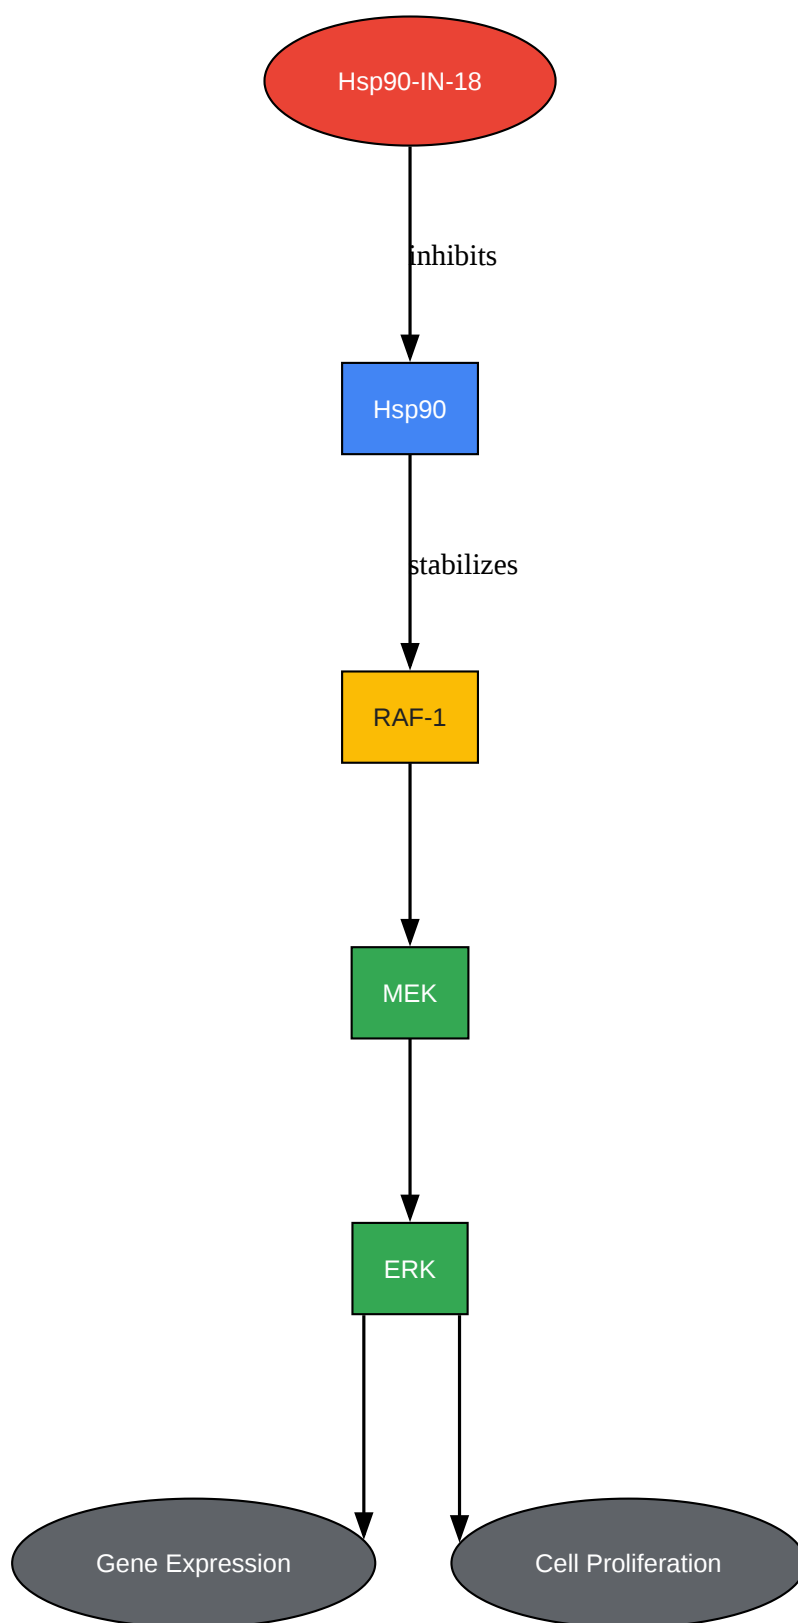 Hsp90-IN-18
inhibits
Hsp90
stabilizes
RAF-1
MEK
ERK
Gene Expression
Cell Proliferation